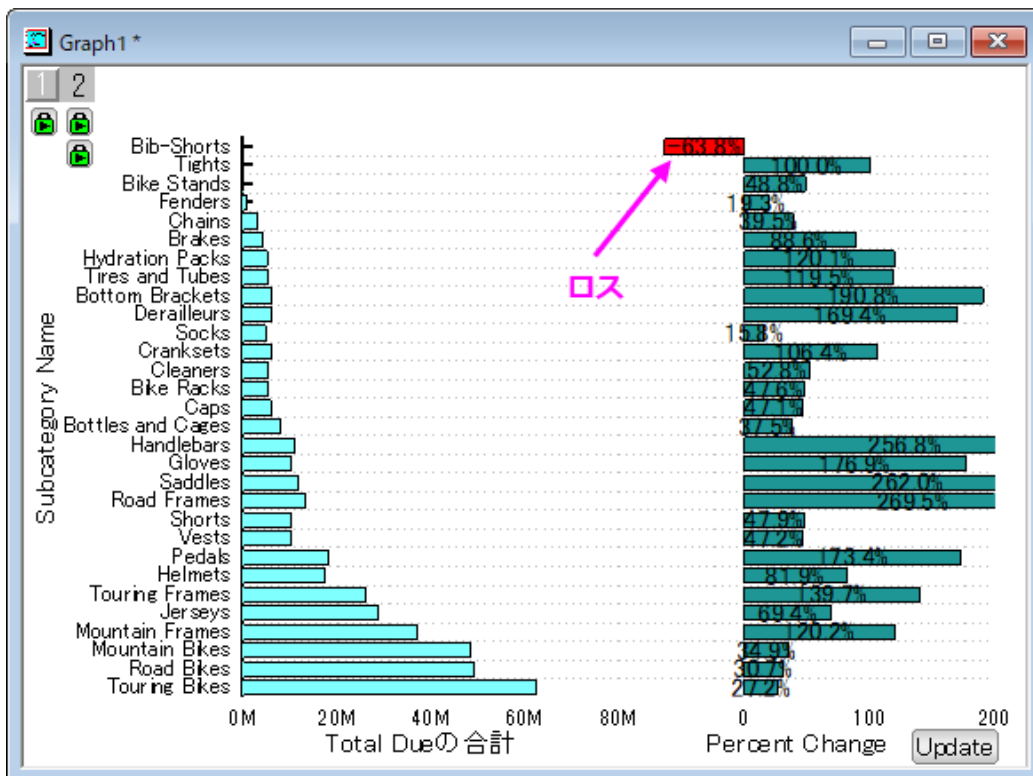 Graph1 *
1 2
Subcategory Name
Bib-Shorts -63.8%
Tights 100.0%
Bike Stands 48.8%
Fenders 19.3%
Chains 39.5%
Brakes 88.6%
Hydration Packs 120.1%
ロス
Tires and Tubes 119.5%
Bottom Brackets 190.8%
Derailleurs 169.4%
Socks 15.8%
Cranksets 106.4%
Cleaners 52.8%
Bike Racks 47.6%
Caps 47.1%
Bottles and Cages 37.5%
Handlebars 256.8%
Gloves 176.9%
Saddles 262.0%
Road Frames 269.5%
Shorts 47.9%
Vests 47.2%
Pedals 173.4%
Helmets 81.9%
Touring Frames 139.7%
Jerseys 69.4%
Mountain Frames 120.2%
Mountain Bikes 34.9%
Road Bikes 30.7%
Touring Bikes 27.2%
0M 20M 40M 60M 80M 0 100 200
Total Dueの 合計 Percent Change Update